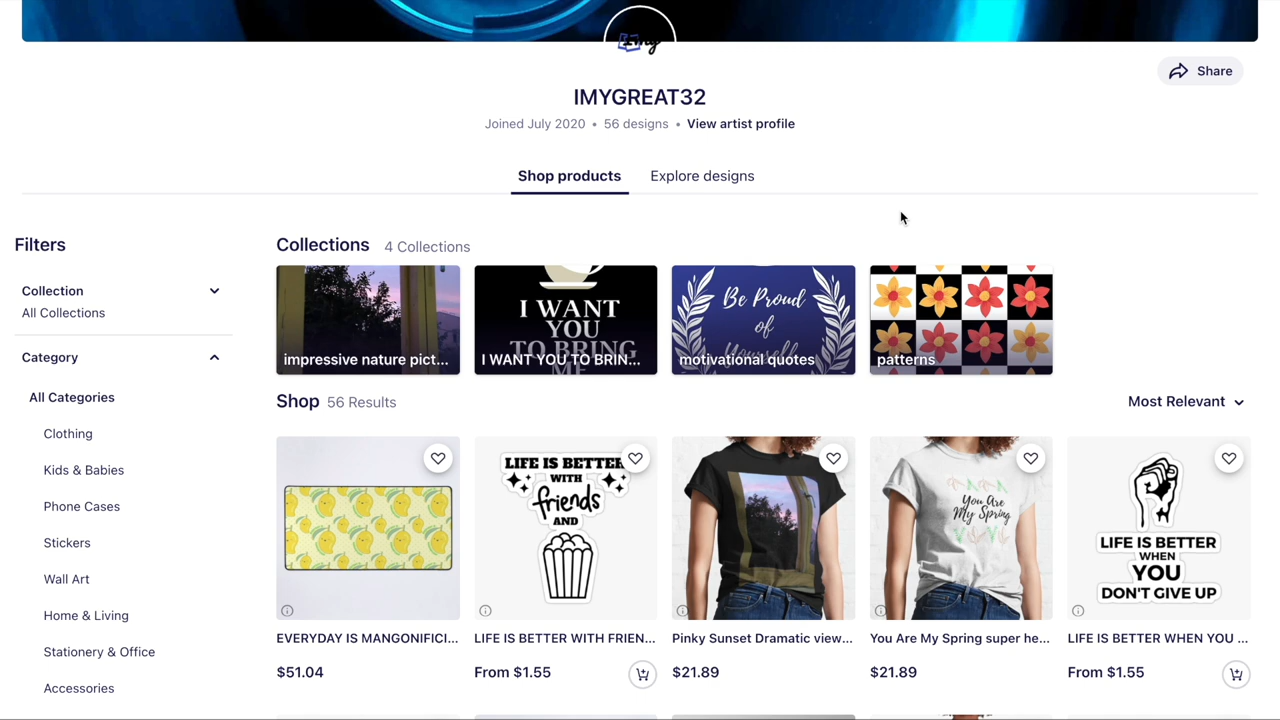 my
Share
IMYGREAT32
Joined July 2020 • 56 designs • View artist profile
Shop products
Explore designs
Filters
Collection
All Collections
Category
All Categories
Clothing
Kids & Babies
Phone Cases
Stickers
Wall Art
Home & Living
Stationery & Office
Accessories
Collections 4 Collections
impressive nature pict...
I WANT
YOU
TO BRING
ME
I WANT YOU TO BRIN...
Be Proud
of
Yourself
motivational quotes
patterns
Shop 56 Results
Most Relevant
LIFE IS BETTER
WITH
friends
AND
You Are
My Spring
LIFE IS BETTER
WHEN
YOU
DON'T GIVE UP
EVERYDAY IS MANGONIFICI...
$51.04
LIFE IS BETTER WITH FRIEN...
From $1.55
Pinky Sunset Dramatic view...
$21.89
You Are My Spring super he...
$21.89
LIFE IS BETTER WHEN YOU ...
From $1.55